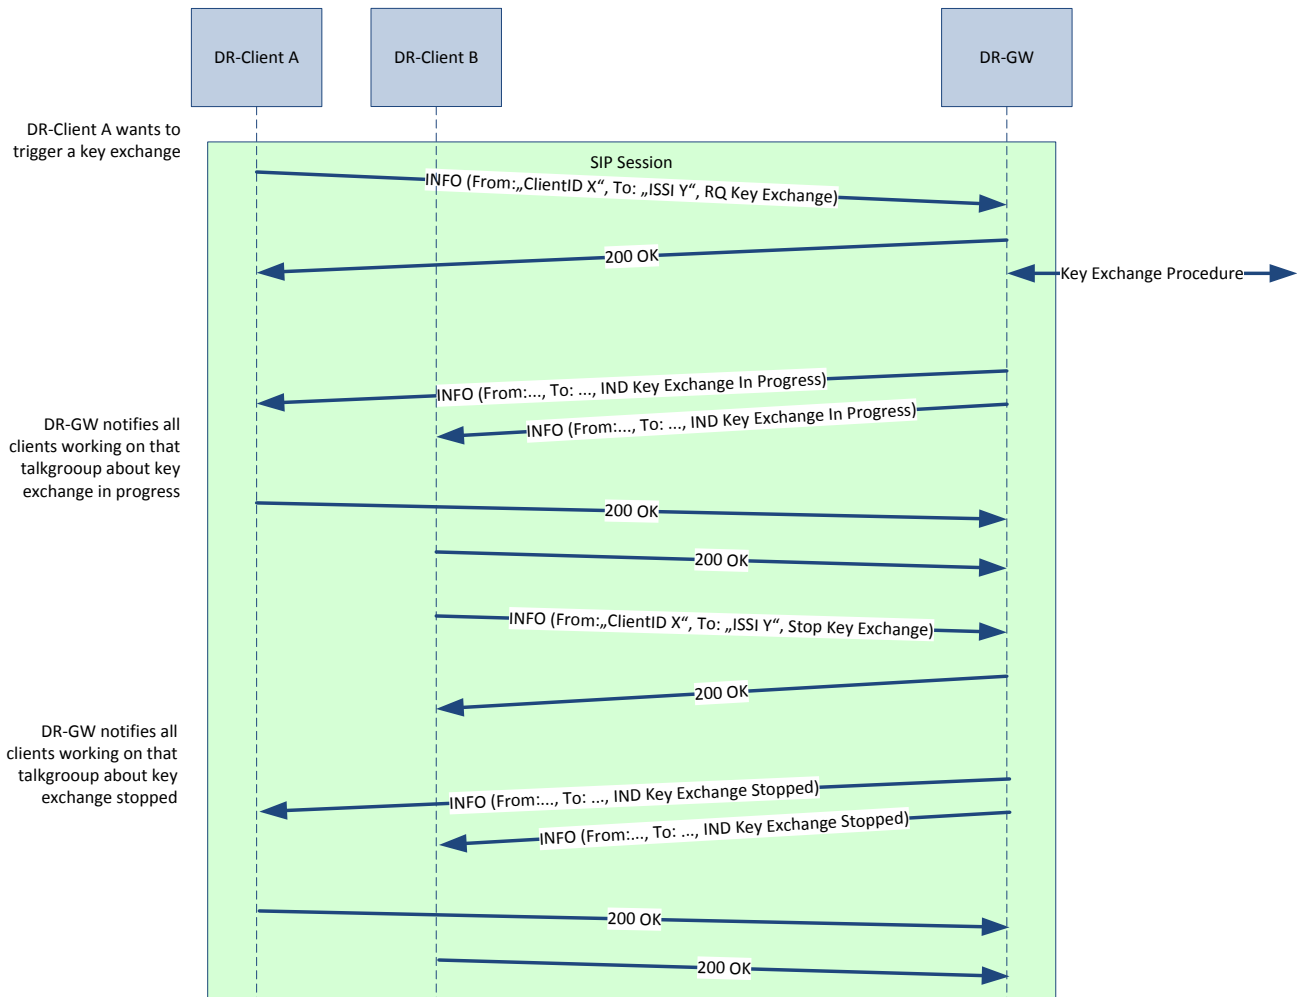 DR-Client A
DR-Client B
DR-GW
DR-Client A wants to
trigger a key exchange
SIP Session
INFO (From:„ClientID X“, To: „ISSI Y“, RQ Key Exchange)
200 OK
Key Exchange Procedure
INFO (From:..., To: ..., IND Key Exchange In Progress)
INFO (From:..., To: ..., IND Key Exchange In Progress)
DR-GW notifies all
clients working on that
talkgrooup about key
exchange in progress
200 OK
200 OK
INFO (From:„ClientID X“, To: „ISSI Y“, Stop Key Exchange)
200 OK
DR-GW notifies all
clients working on that
talkgrooup about key
exchange stopped
INFO (From:..., To: ..., IND Key Exchange Stopped)
INFO (From:..., To: ..., IND Key Exchange Stopped)
200 OK
200 OK